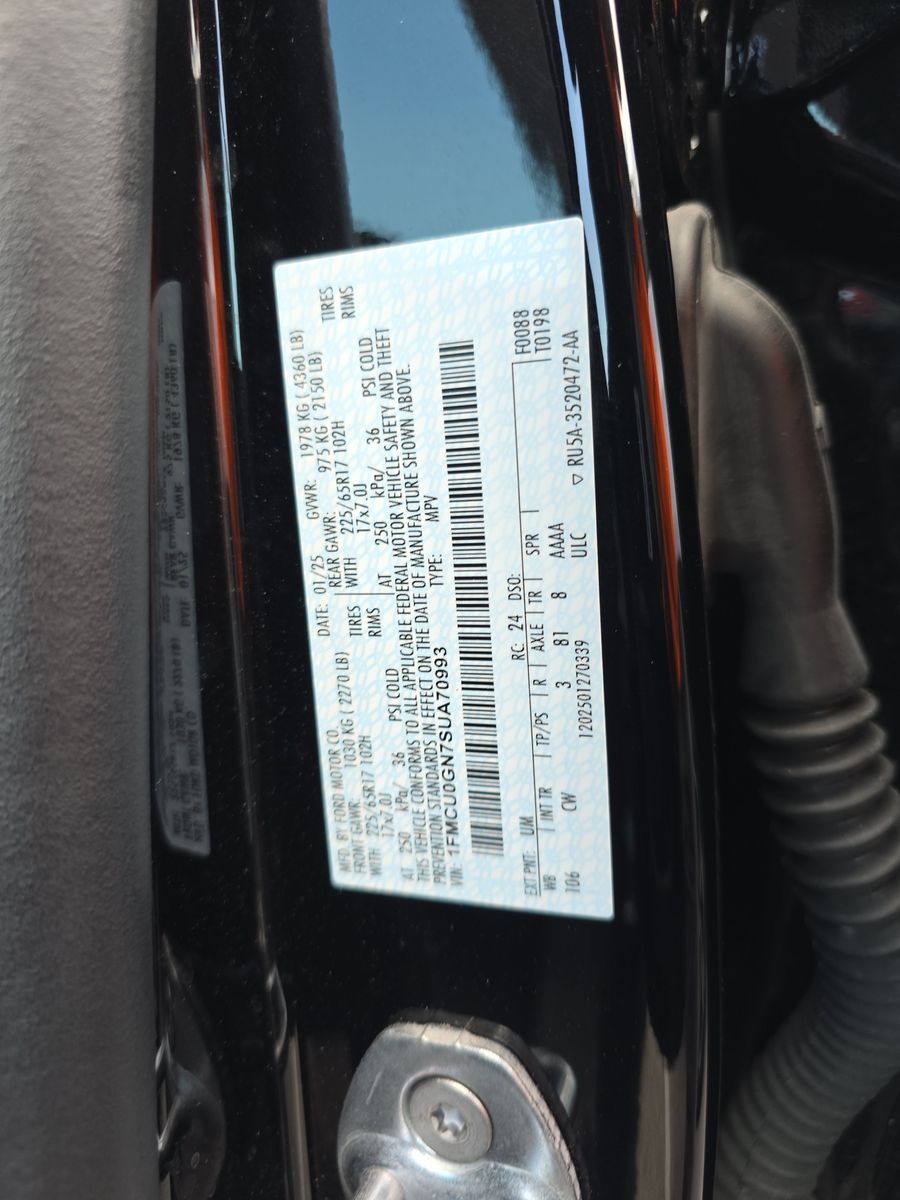 MFD. BY FORD MOTOR CO. DATE: 01/25 GVWR: 1978 KG ( 4360 LB)
FRONT GAWR: 1030 KG ( 2270 LB) REAR GAWR: 975 KG ( 2150 LB)
WITH 225/65R17 102H TIRES WITH 225/65R17 102H TIRES
17x7.0J RIMS 17x7.0J RIMS
AT 250 kPa/ 36 PSI COLD AT 250 kPa/ 36 PSI COLD
THIS VEHICLE CONFORMS TO ALL APPLICABLE FEDERAL MOTOR VEHICLE SAFETY AND THEFT
PREVENTION STANDARDS IN EFFECT ON THE DATE OF MANUFACTURE SHOWN ABOVE.
VIN: 1FMCU0GN7SUA70993 TYPE: MPV
F0088
EXT PNT: UM RC: 24 DSO: T0198
WB INT TR TP/PS R AXLE TR SPR
106 CW 3 81 8 AAAA ▽ RU5A-3520472-AA
1202501270339 ULC